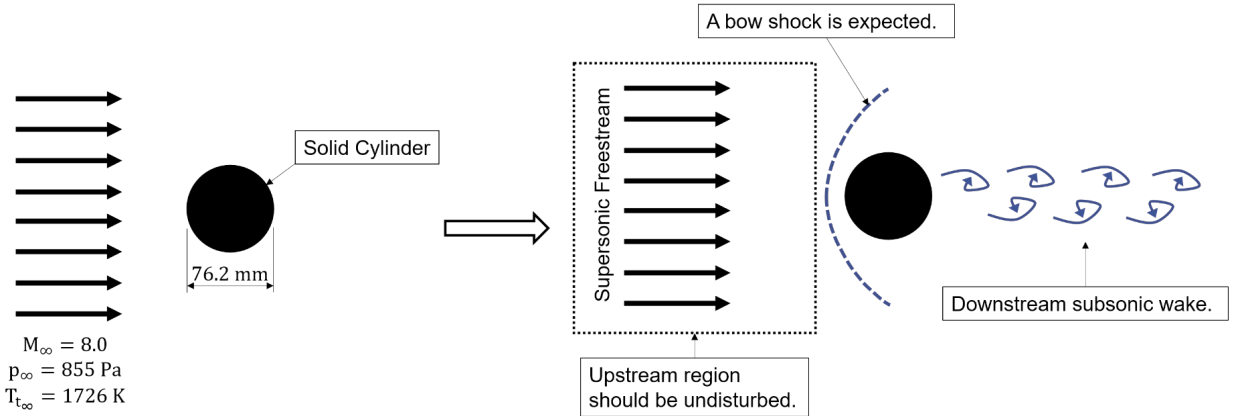 Solid Cylinder
76.2 mm
M∞ = 8.0
p∞ = 855 Pa
Tt∞ = 1726 K
A bow shock is expected.
Supersonic Freestream
Upstream region
should be undisturbed.
Downstream subsonic wake.